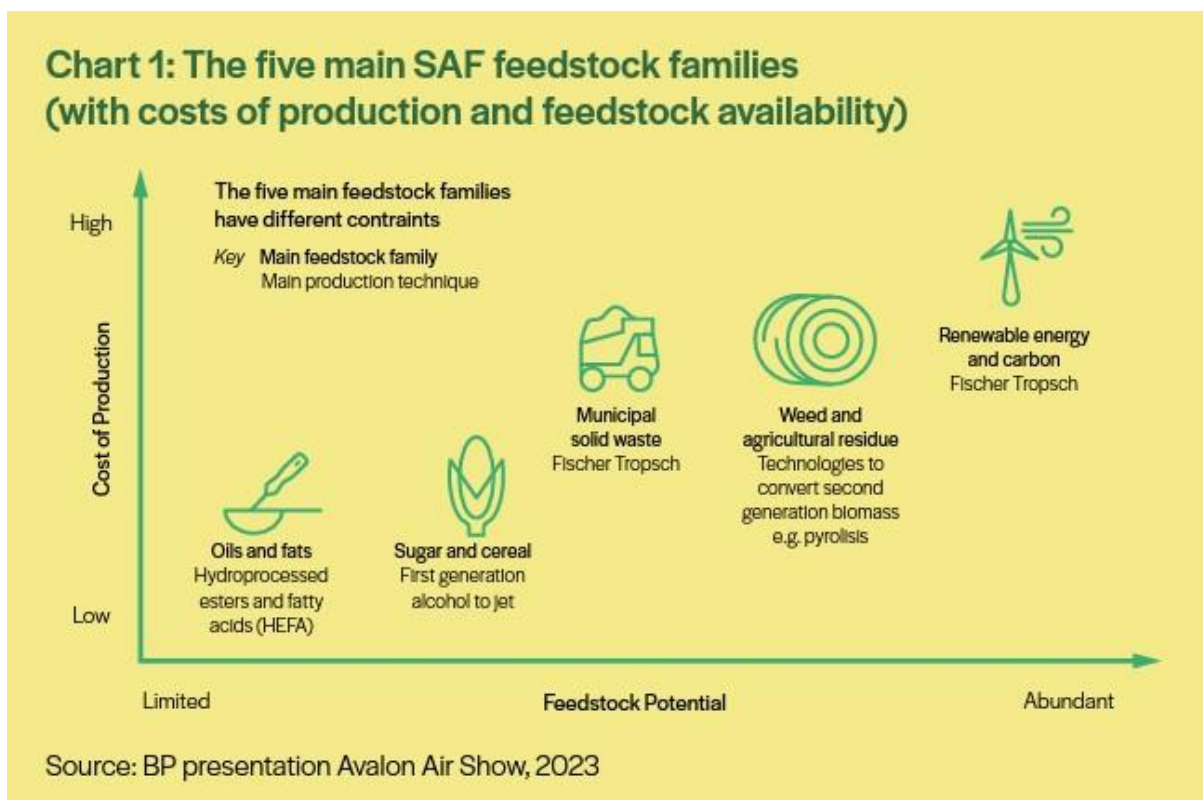 Chart 1: The five main SAF feedstock families
(with costs of production and feedstock availability)
The five main feedstock families
have different contraints
Key Main feedstock family
Main production technique
High
Cost of Production
Low
Oils and fats
Hydroprocessed
esters and fatty
acids (HEFA)
Sugar and cereal
First generation
alcohol to jet
Municipal
solid waste
Fischer Tropsch
Weed and
agricultural residue
Technologies to
convert second
generation biomass
e.g. pyrolisis
Renewable energy
and carbon
Fischer Tropsch
Limited
Feedstock Potential
Abundant
Source: BP presentation Avalon Air Show, 2023